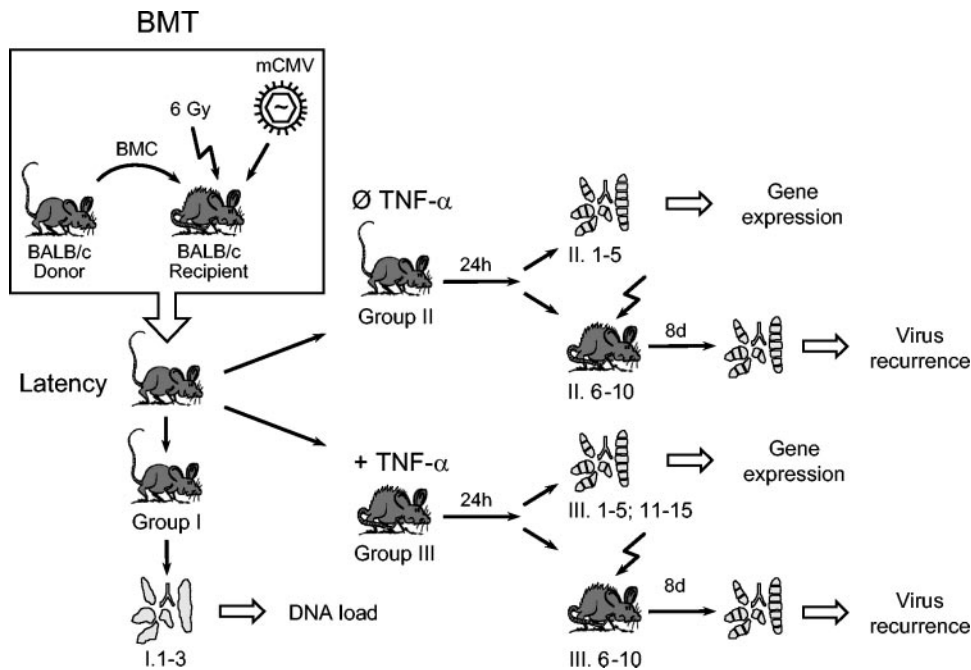 BMT
mCMV
6 Gy
BMC
BALB/c
Donor
BALB/c
Recipient
Latency
Group I
I.1-3
DNA load
Ø TNF-α
Group II
24h
II. 1-5
Gene
expression
II. 6-10
8d
Virus
recurrence
+ TNF-α
Group III
24h
III. 1-5; 11-15
Gene
expression
III. 6-10
8d
Virus
recurrence